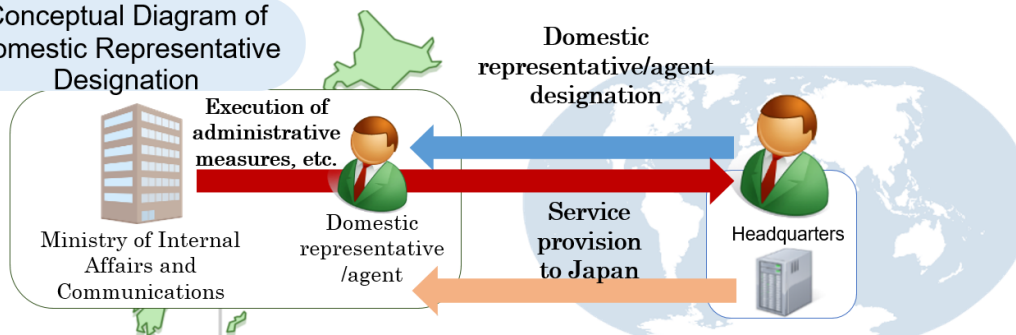 Conceptual Diagram of
Domestic Representative
Designation
Execution of
administrative
measures, etc.
Domestic
representative/agent
designation
Ministry of Internal
Affairs and
Communications
Domestic
representative
/agent
Service
provision
to Japan
Headquarters